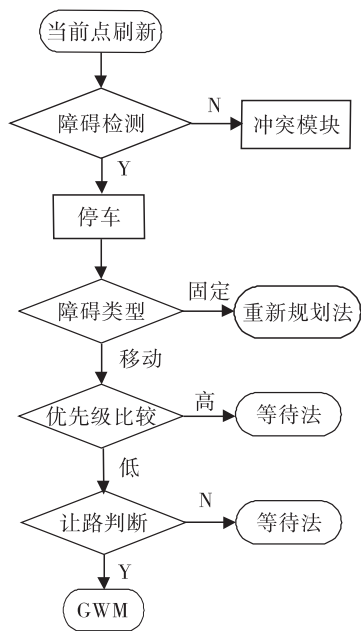 当前点刷新
障碍检测
N
冲突模块
Y
停车
障碍类型
固定
重新规划法
移动
优先级比较
高
等待法
低
让路判断
N
等待法
Y
GWM